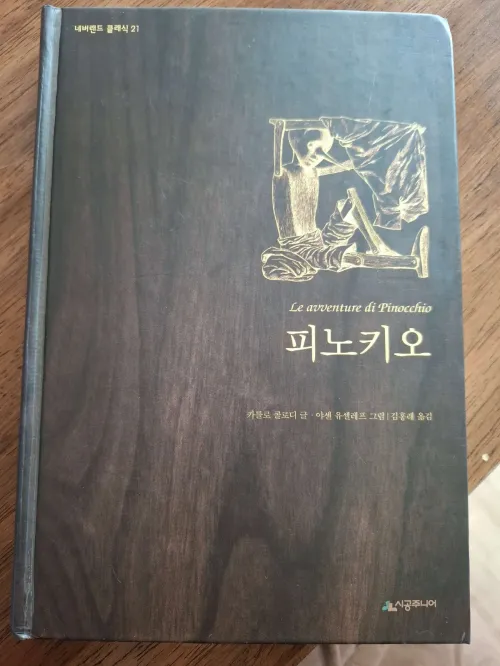 네버랜드 클래식 21
Le avventure di Pinocchio
피노키오
카를로 콜로디 글 · 야센 유셀레프 그림 | 김홍래 옮김
시공주니어